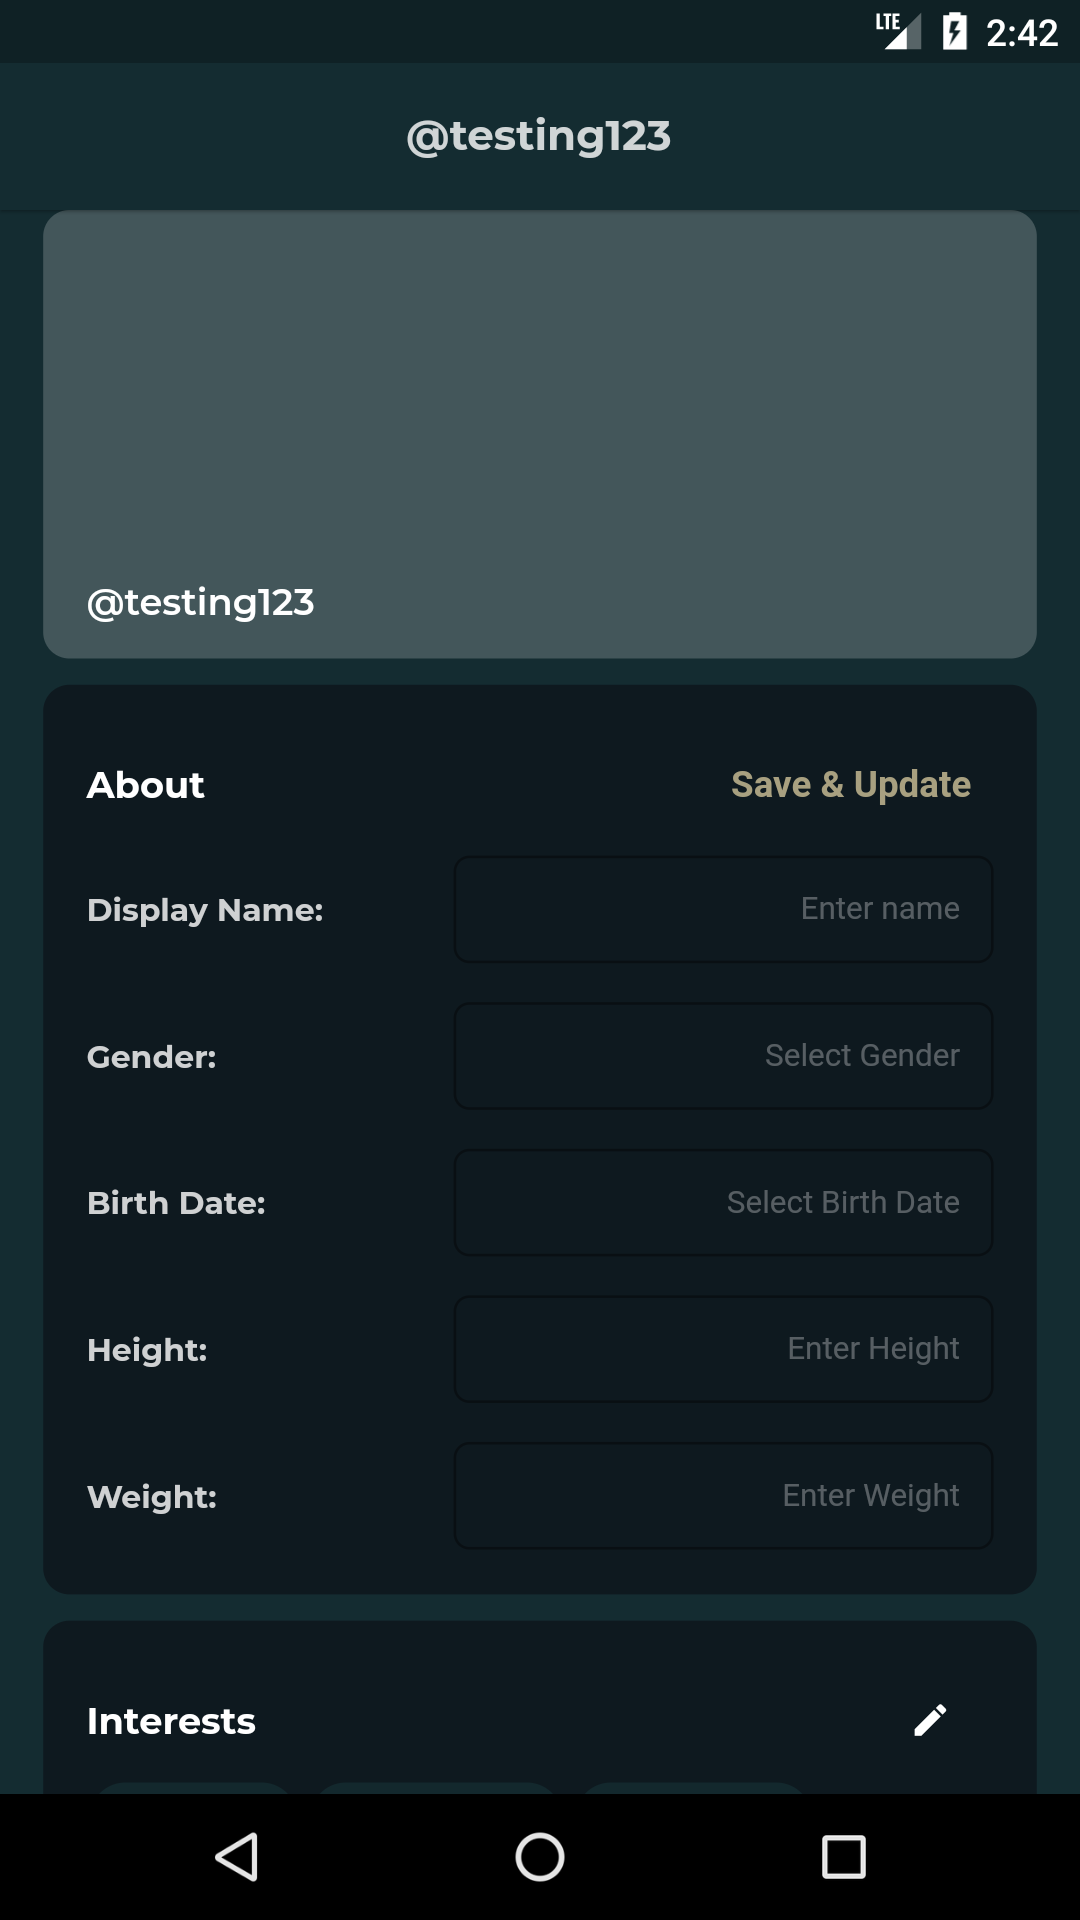 LTE 2:42
@testing123
@testing123
About Save & Update
Display Name: Enter name
Gender: Select Gender
Birth Date: Select Birth Date
Height: Enter Height
Weight: Enter Weight
Interests